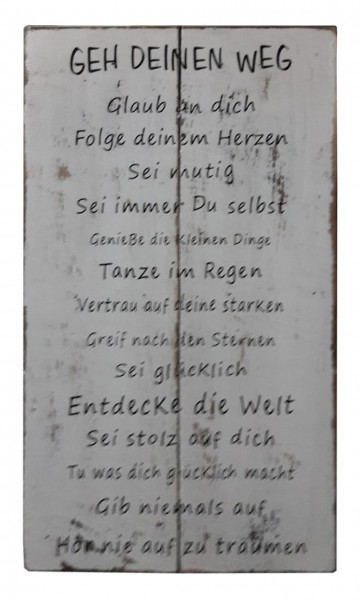 GEH DEINEN WEG
Glaub an dich
Folge deinem Herzen
Sei mutig
Sei immer Du selbst
Genieße die kleinen Dinge
Tanze im Regen
Vertrau auf deine starken
Greif nach den Sternen
Sei glücklich
Entdecke die Welt
Sei stolz auf dich
Tu was dich glücklich macht
Gib niemals auf
Hör nie auf zu träumen